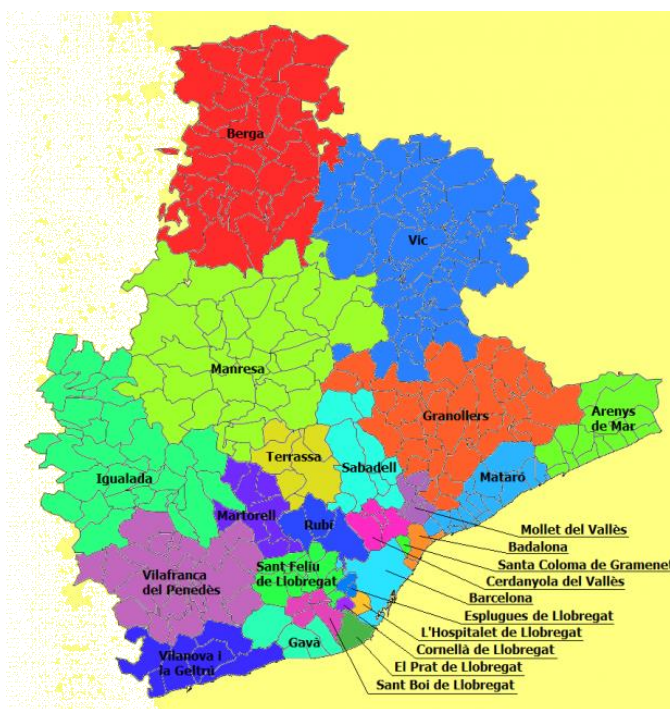 Berga
Vic
Manresa
Granollers
Arenys
de Mar
Terrassa
Sabadell
Igualada
Mataró
Martorell
Rubí
Mollet del Vallès
Badalona
Santa Coloma de Gramenet
Cerdanyola del Vallès
Barcelona
Esplugues de Llobregat
L'Hospitalet de Llobregat
Cornellà de Llobregat
El Prat de Llobregat
Sant Boi de Llobregat
Sant Feliu
de Llobregat
Vilafranca
del Penedès
Gavà
Vilanova i
la Geltrú